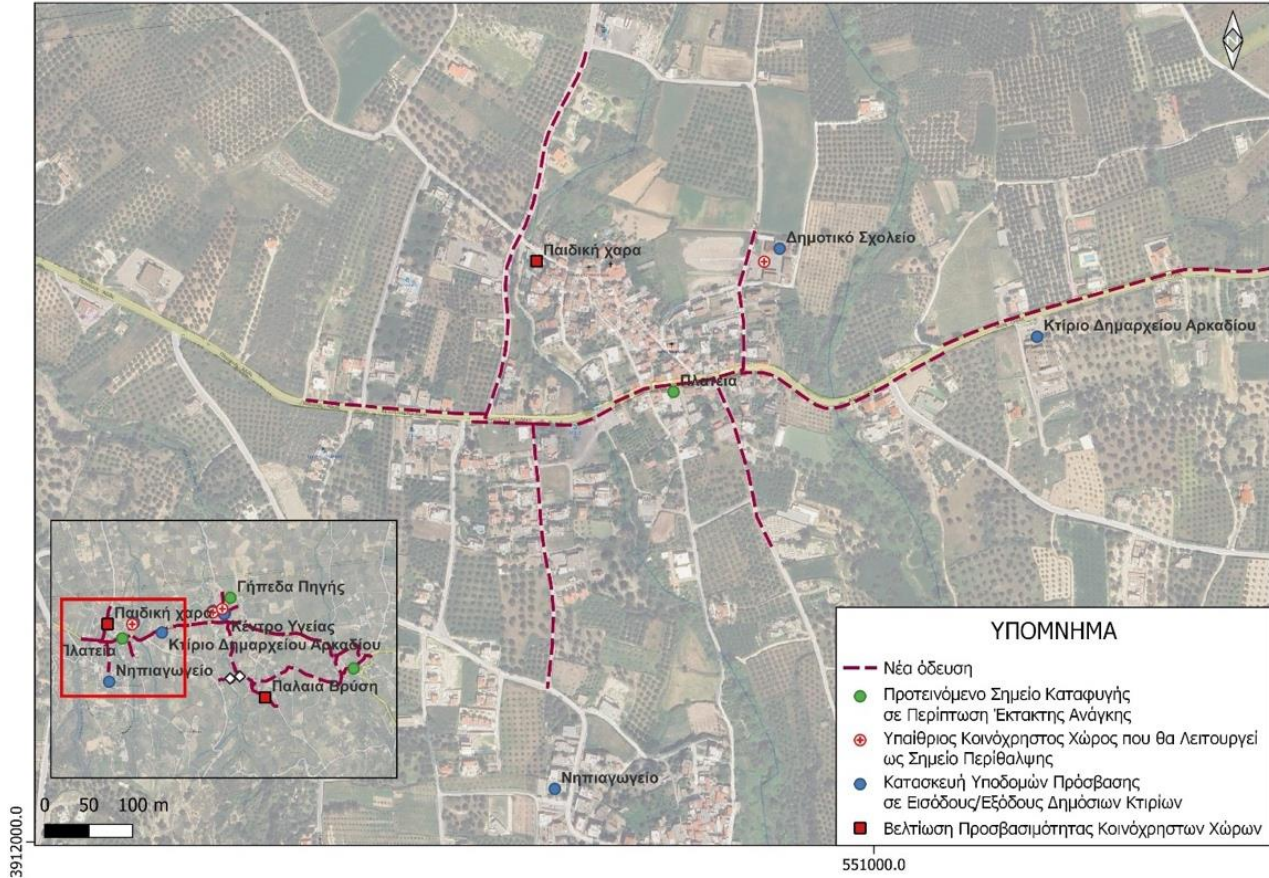 N
Παιδική χαρα
Δημοτικό Σχολείο
Κτίριο Δημαρχείου Αρκαδίου
Πλατεία
Γήπεδα Πηγής
Παιδική χαρά
Κέντρο Υγείας
Κτίριο Δημαρχείου Αρκαδίου
Πλατεία
Νηπιαγωγείο
Παλαιά Βρύση
Νηπιαγωγείο
0 50 100 m
ΥΠΟΜΝΗΜΑ
Νέα όδευση
Προτεινόμενο Σημείο Καταφυγής
σε Περίπτωση Έκτακτης Ανάγκης
Υπαίθριος Κοινόχρηστος Χώρος που θα Λειτουργεί
ως Σημείο Περίθαλψης
Κατασκευή Υποδομών Πρόσβασης
σε Εισόδους/Εξόδους Δημόσιων Κτιρίων
Βελτίωση Προσβασιμότητας Κοινόχρηστων Χώρων
3912000.0
551000.0